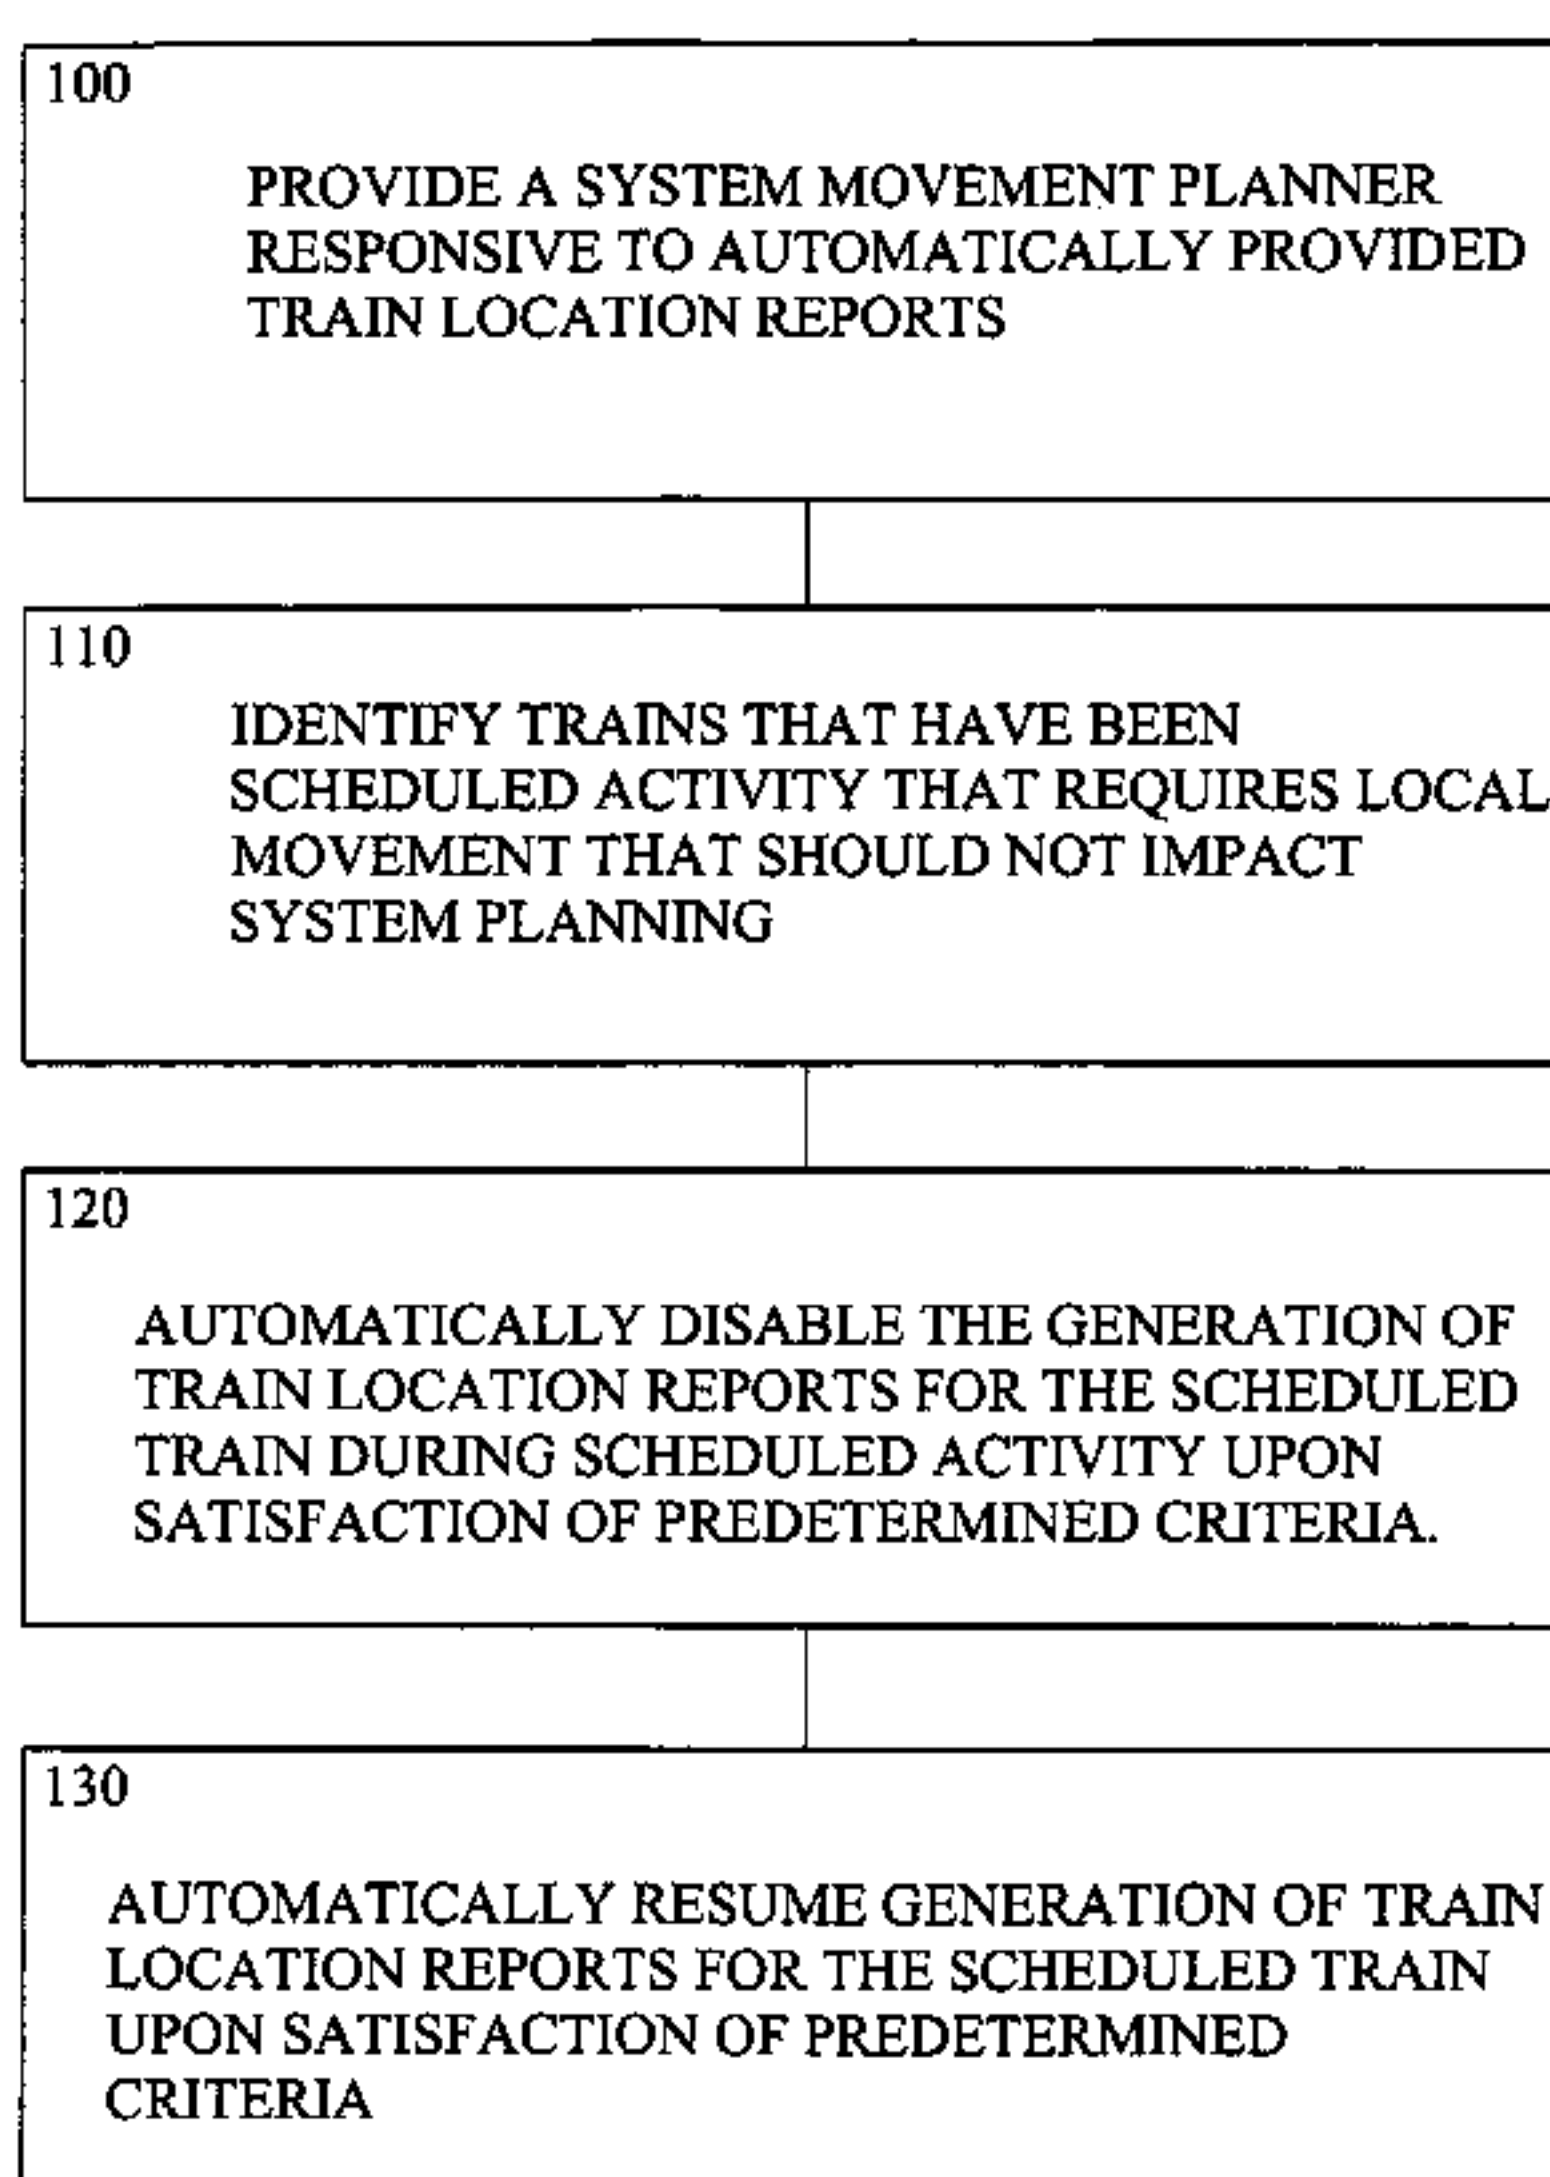 100
PROVIDE A SYSTEM MOVEMENT PLANNER
RESPONSIVE TO AUTOMATICALLY PROVIDED
TRAIN LOCATION REPORTS
110
IDENTIFY TRAINS THAT HAVE BEEN
SCHEDULED ACTIVITY THAT REQUIRES LOCAL
MOVEMENT THAT SHOULD NOT IMPACT
SYSTEM PLANNING
120
AUTOMATICALLY DISABLE THE GENERATION OF
TRAIN LOCATION REPORTS FOR THE SCHEDULED
TRAIN DURING SCHEDULED ACTIVITY UPON
SATISFACTION OF PREDETERMINED CRITERIA.
130
AUTOMATICALLY RESUME GENERATION OF TRAIN
LOCATION REPORTS FOR THE SCHEDULED TRAIN
UPON SATISFACTION OF PREDETERMINED
CRITERIA